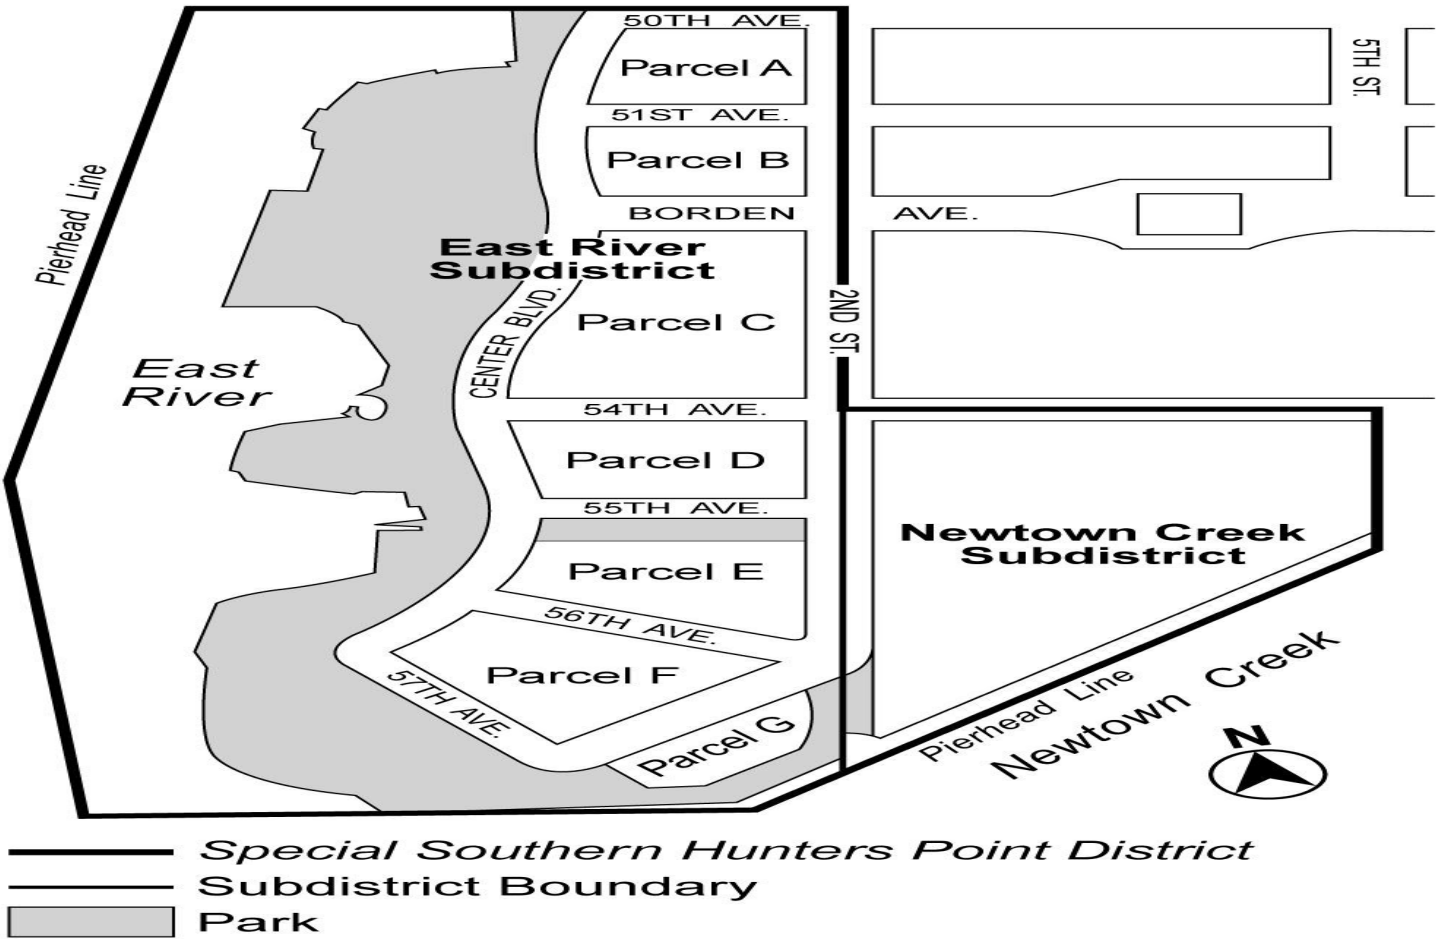 50TH AVE.
Parcel A
5TH ST.
51ST AVE.
Parcel B
Pierhead Line
BORDEN AVE.
East River
Subdistrict
CENTER BLVD.
Parcel C
2ND ST.
East
River
54TH AVE.
Parcel D
55TH AVE.
Newtown Creek
Subdistrict
Parcel E
56TH AVE.
Parcel F
57TH AVE.
Parcel G
Pierhead Line
Newtown Creek
N
Special Southern Hunters Point District
Subdistrict Boundary
Park